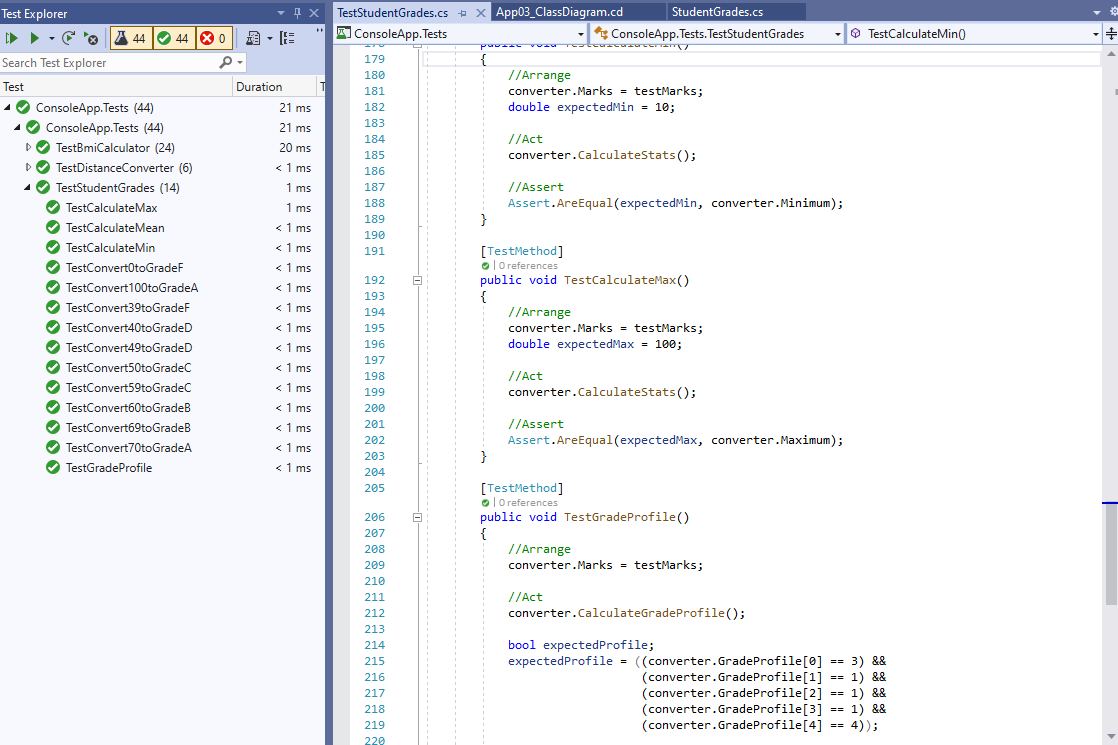 Test Explorer
44 44 0
Search Test Explorer
Test Duration T
ConsoleApp.Tests (44) 21 ms
ConsoleApp.Tests (44) 21 ms
TestBmiCalculator (24) 20 ms
TestDistanceConverter (6) < 1 ms
TestStudentGrades (14) 1 ms
TestCalculateMax 1 ms
TestCalculateMean < 1 ms
TestCalculateMin < 1 ms
TestConvert0toGradeF < 1 ms
TestConvert100toGradeA < 1 ms
TestConvert39toGradeF < 1 ms
TestConvert40toGradeD < 1 ms
TestConvert49toGradeD < 1 ms
TestConvert50toGradeC < 1 ms
TestConvert59toGradeC < 1 ms
TestConvert60toGradeB < 1 ms
TestConvert69toGradeB < 1 ms
TestConvert70toGradeA < 1 ms
TestGradeProfile < 1 ms
TestStudentGrades.cs App03_ClassDiagram.cd StudentGrades.cs
ConsoleApp.Tests ConsoleApp.Tests.TestStudentGrades TestCalculateMin()
178 public void TestCalculateMin()
179 {
180 //Arrange
181 converter.Marks = testMarks;
182 double expectedMin = 10;
183
184 //Act
185 converter.CalculateStats();
186
187 //Assert
188 Assert.AreEqual(expectedMin, converter.Minimum);
189 }
190
191 [TestMethod]
0 references
192 public void TestCalculateMax()
193 {
194 //Arrange
195 converter.Marks = testMarks;
196 double expectedMax = 100;
197
198 //Act
199 converter.CalculateStats();
200
201 //Assert
202 Assert.AreEqual(expectedMax, converter.Maximum);
203 }
204
205 [TestMethod]
0 references
206 public void TestGradeProfile()
207 {
208 //Arrange
209 converter.Marks = testMarks;
210
211 //Act
212 converter.CalculateGradeProfile();
213
214 bool expectedProfile;
215 expectedProfile = ((converter.GradeProfile[0] == 3) &&
216 (converter.GradeProfile[1] == 1) &&
217 (converter.GradeProfile[2] == 1) &&
218 (converter.GradeProfile[3] == 1) &&
219 (converter.GradeProfile[4] == 4));
220